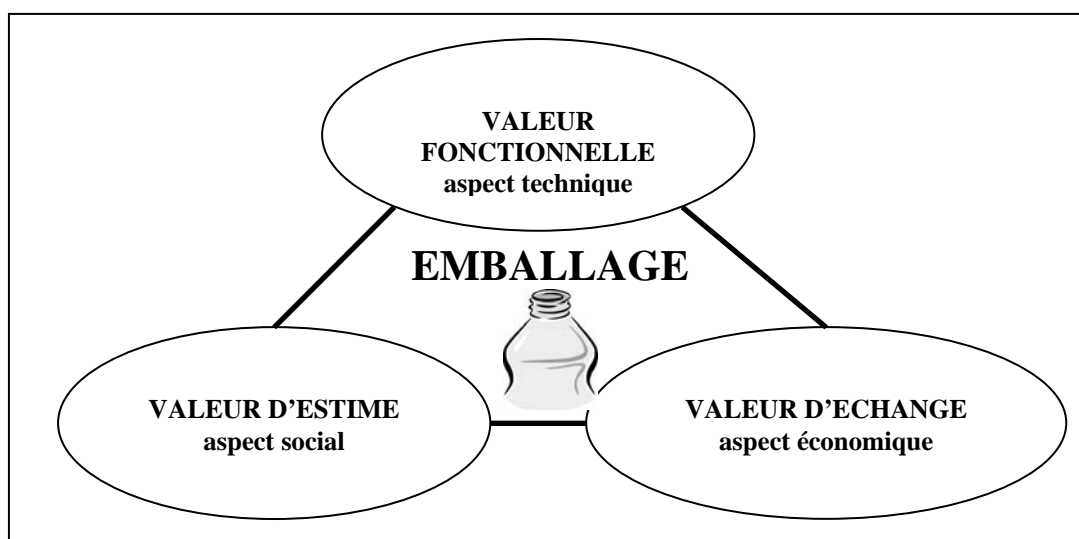 VALEUR
FONCTIONNELLE
aspect technique
EMBALLAGE
VALEUR D’ESTIME
aspect social
VALEUR D’ECHANGE
aspect économique